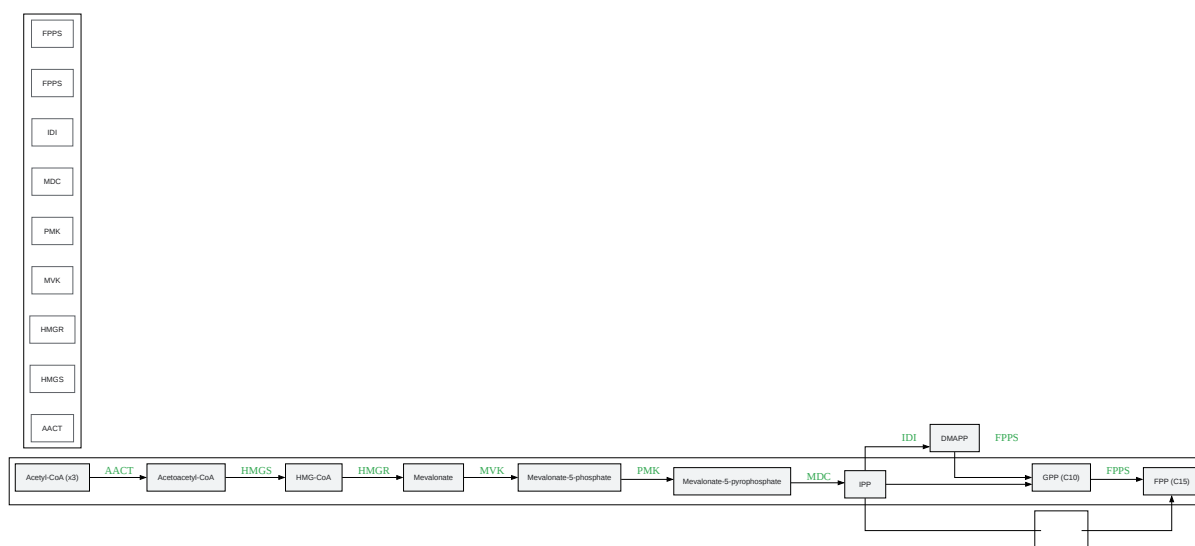 FPPS
FPPS
IDI
MDC
PMK
MVK
HMGR
HMGS
AACT
IDI
DMAPP
FPPS
Acetyl-CoA (x3)
AACT
Acetoacetyl-CoA
HMGS
HMG-CoA
HMGR
Mevalonate
MVK
Mevalonate-5-phosphate
PMK
Mevalonate-5-pyrophosphate
MDC
IPP
GPP (C10)
FPPS
FPP (C15)